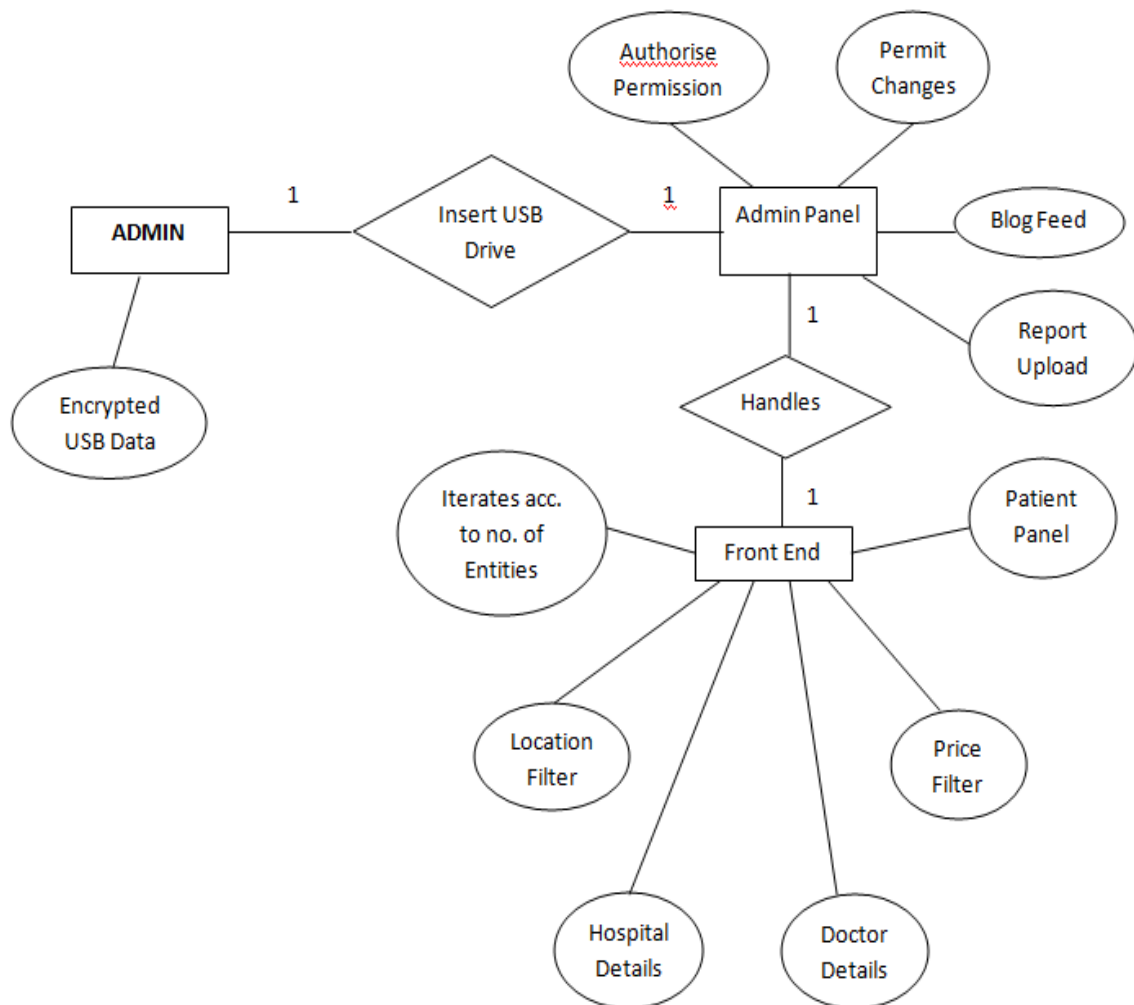 Authorise
Permission
Permit
Changes
1
Insert USB
Drive
1
Admin Panel
ADMIN
Blog Feed
1
Report
Upload
Encrypted
USB Data
Handles
Iterates acc.
to no. of
Entities
1
Patient
Panel
Front End
Location
Filter
Price
Filter
Hospital
Details
Doctor
Details